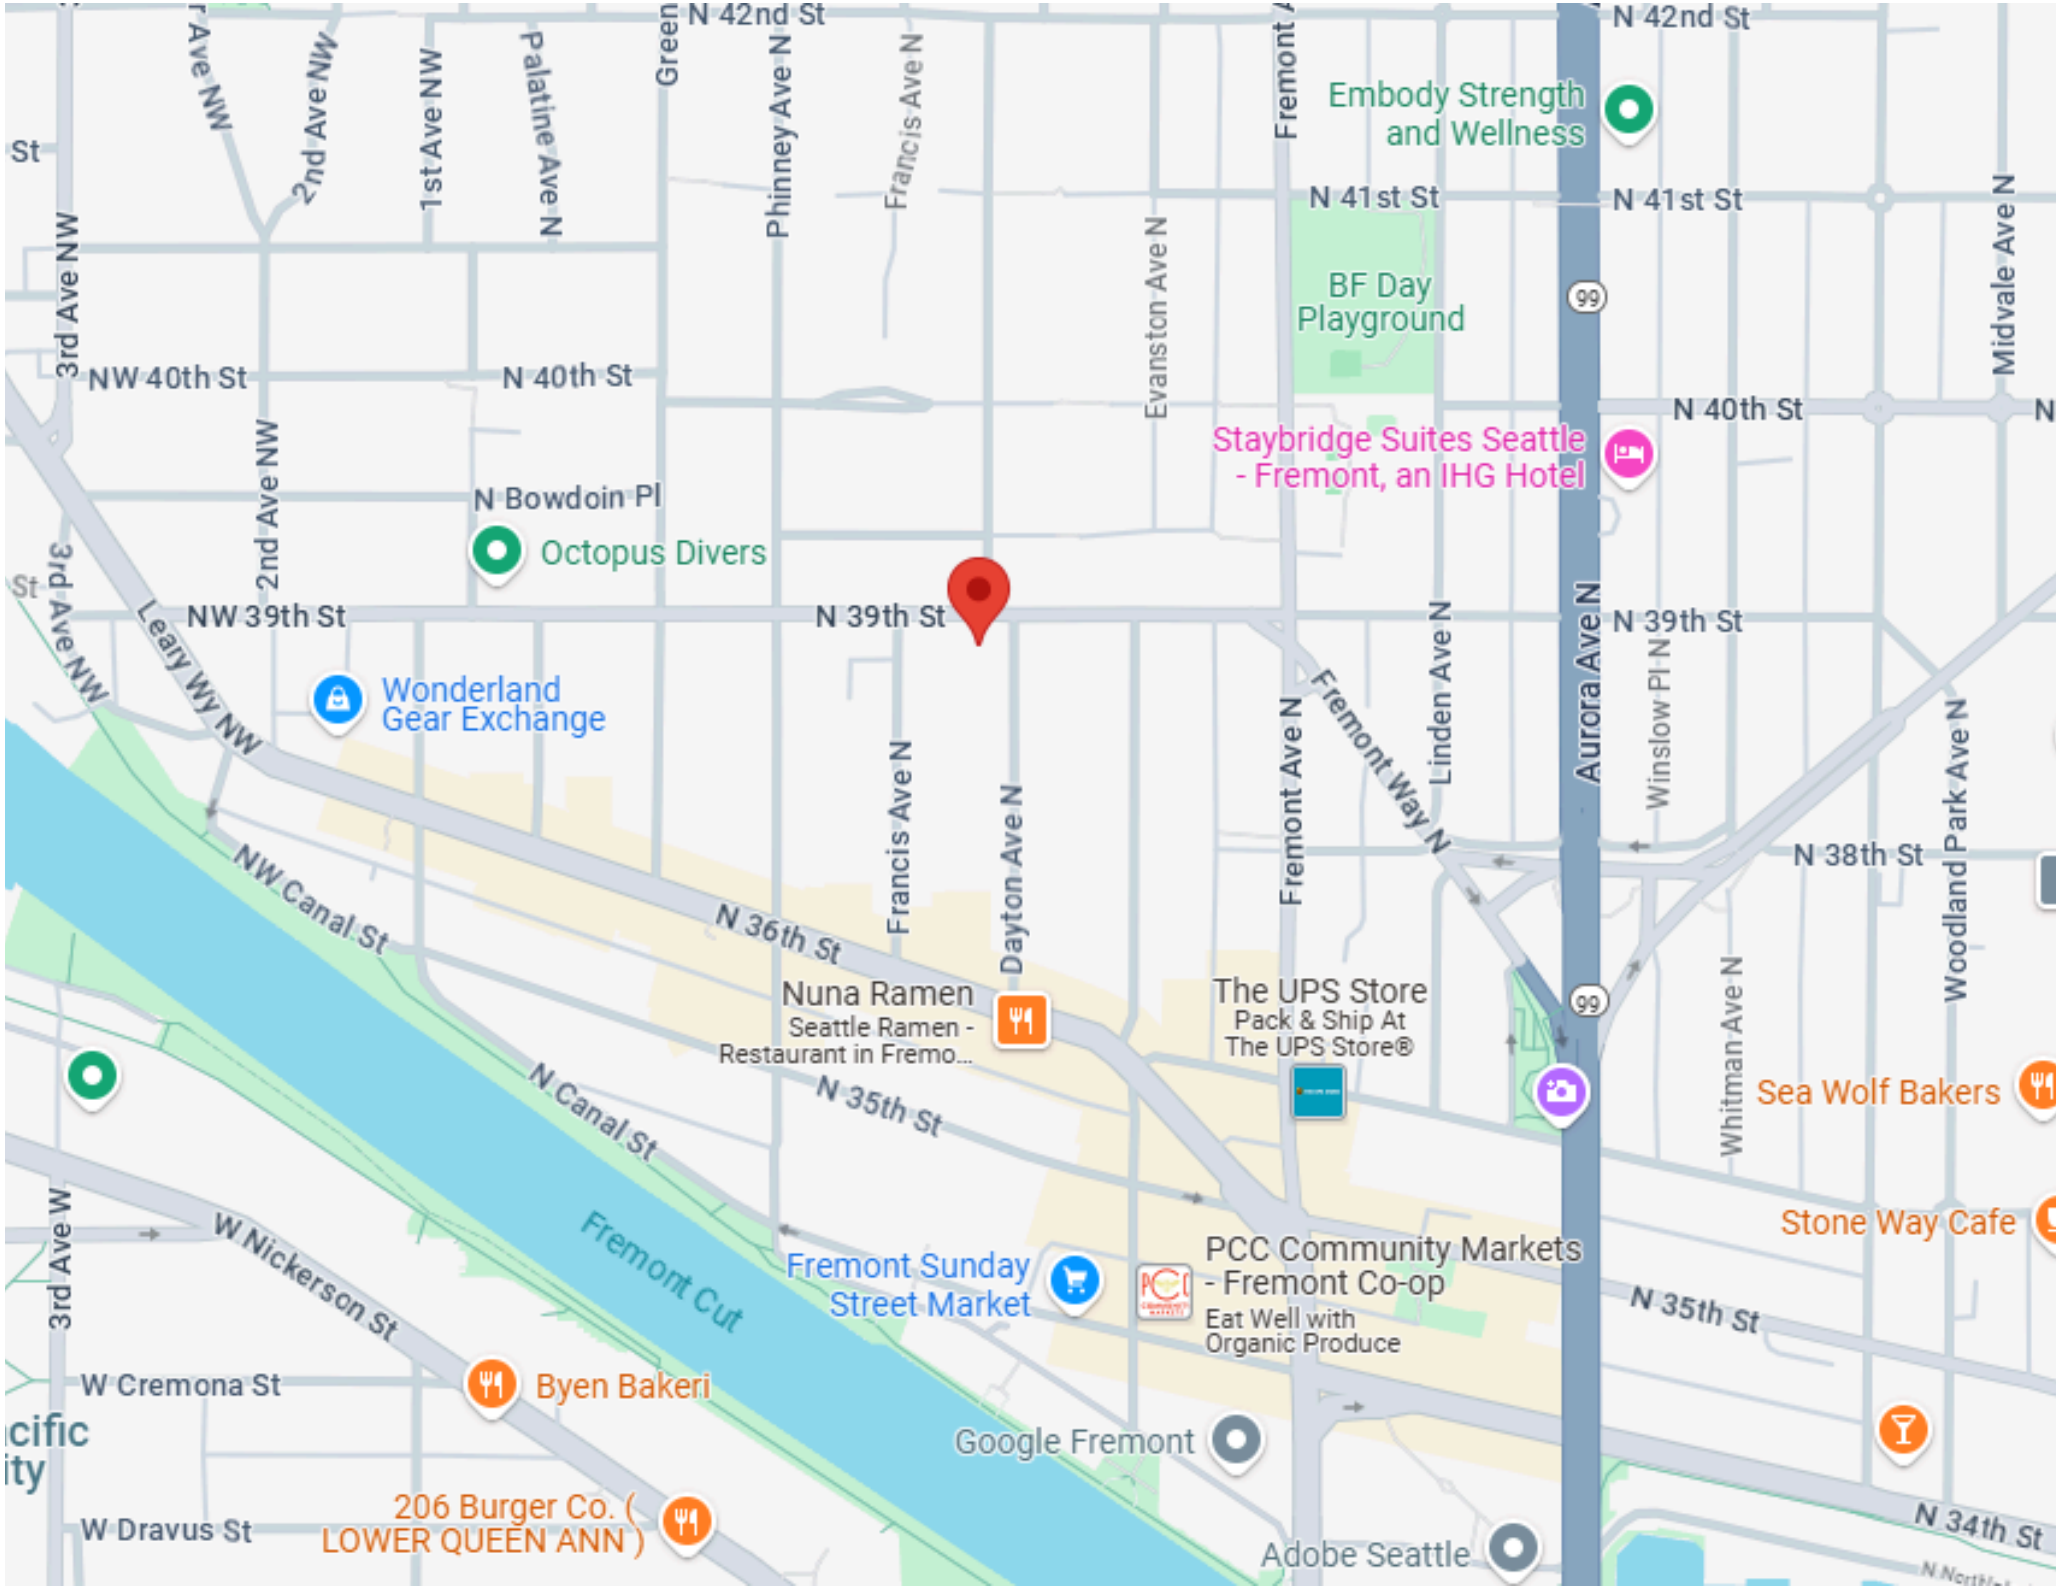 N 42nd St
N 42nd St
r Ave NW
2nd Ave NW
1st Ave NW
Palatine Ave N
Green
Phinney Ave N
Francis Ave N
Fremont A
Embody Strength
and Wellness
St
N 41st St
N 41st St
3rd Ave NW
Evanston Ave N
Midvale Ave N
BF Day
Playground
99
NW 40th St
N 40th St
N 40th St
N
2nd Ave NW
Staybridge Suites Seattle
- Fremont, an IHG Hotel
N Bowdoin Pl
Octopus Divers
St
3rd Ave NW
Leary Wy NW
NW 39th St
N 39th St
N 39th St
Linden Ave N
Aurora Ave N
Winslow Pl N
Wonderland
Gear Exchange
Fremont Way N
Fremont Ave N
Woodland Park Ave N
Francis Ave N
Dayton Ave N
N 38th St
NW Canal St
N 36th St
Nuna Ramen
Seattle Ramen -
Restaurant in Fremo...
The UPS Store
Pack & Ship At
The UPS Store®
99
Whitman Ave N
N Canal St
N 35th St
Sea Wolf Bakers
Stone Way Cafe
3rd Ave W
W Nickerson St
Fremont Cut
Fremont Sunday
Street Market
PCC
COMMUNITY
MARKETS
PCC Community Markets
- Fremont Co-op
Eat Well with
Organic Produce
N 35th St
W Cremona St
Byen Bakeri
cific
ity
Google Fremont
206 Burger Co. (
LOWER QUEEN ANN )
W Dravus St
N 34th St
Adobe Seattle